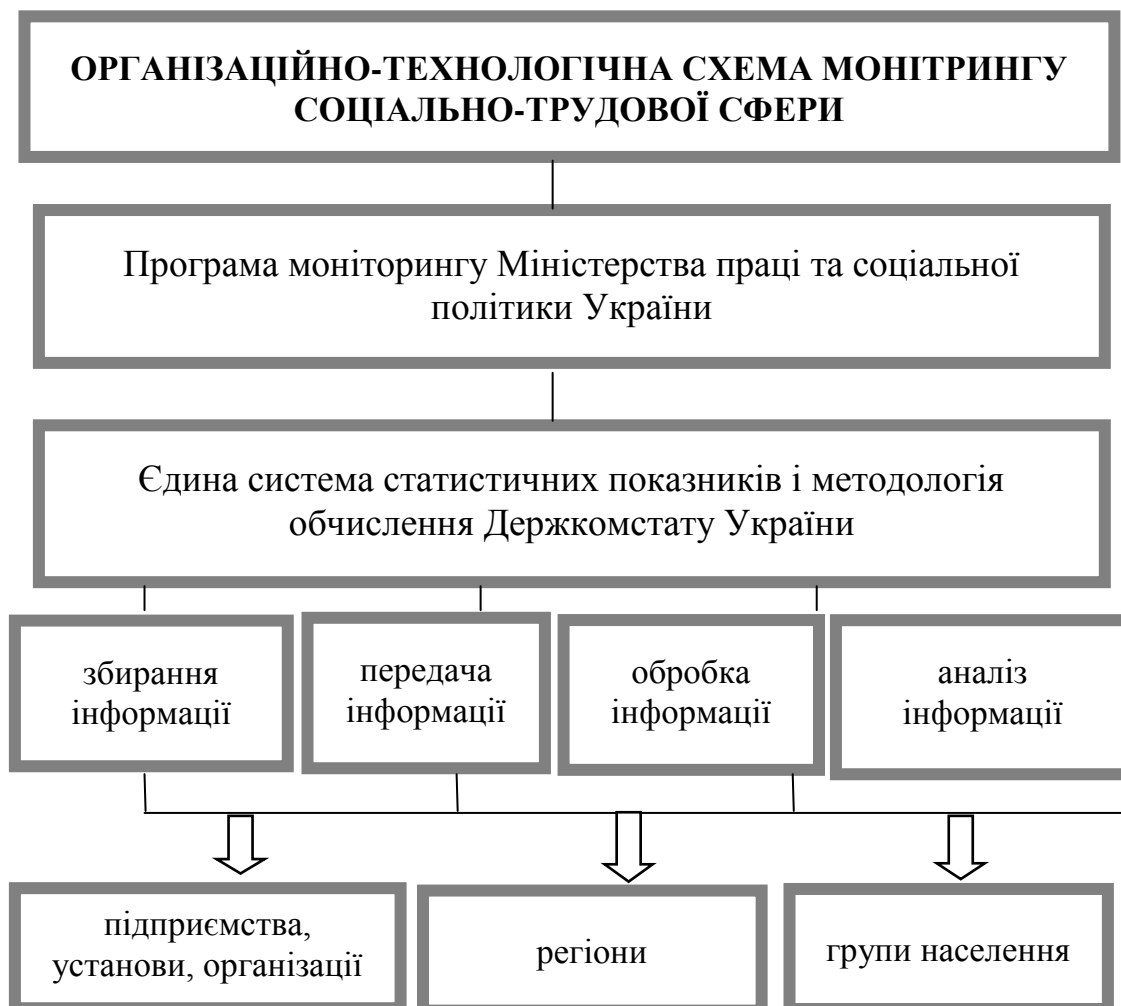 ОРГАНІЗАЦІЙНО-ТЕХНОЛОГІЧНА СХЕМА МОНІТРИНГУ
СОЦІАЛЬНО-ТРУДОВОЇ СФЕРИ
Програма моніторингу Міністерства праці та соціальної
політики України
Єдина система статистичних показників і методологія
обчислення Держкомстату України
збирання
інформації
передача
інформації
обробка
інформації
аналіз
інформації
підприємства,
установи, організації
регіони
групи населення